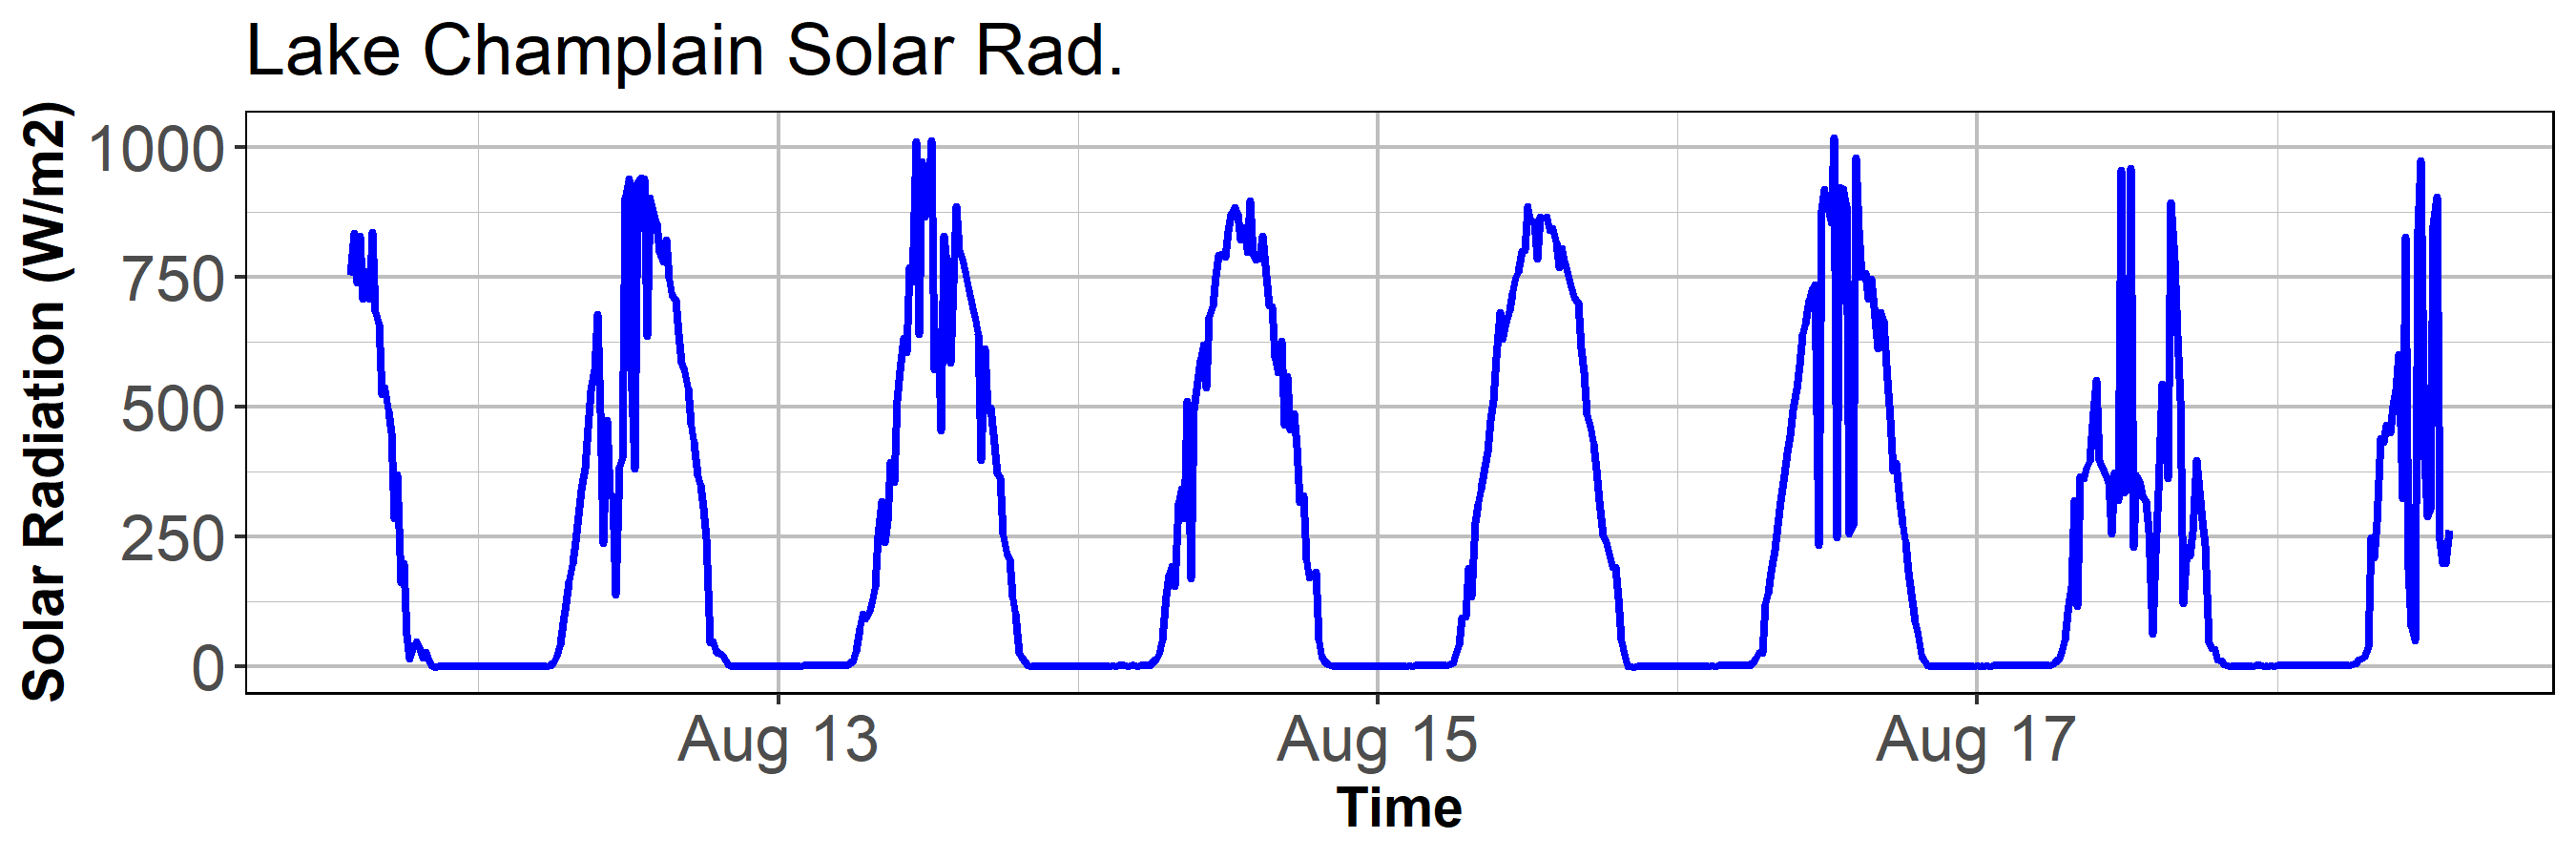 Lake Champlain Solar Rad.
Solar Radiation (W/m2)
1000
750
500
250
0
Aug 13 Aug 15 Aug 17
Time